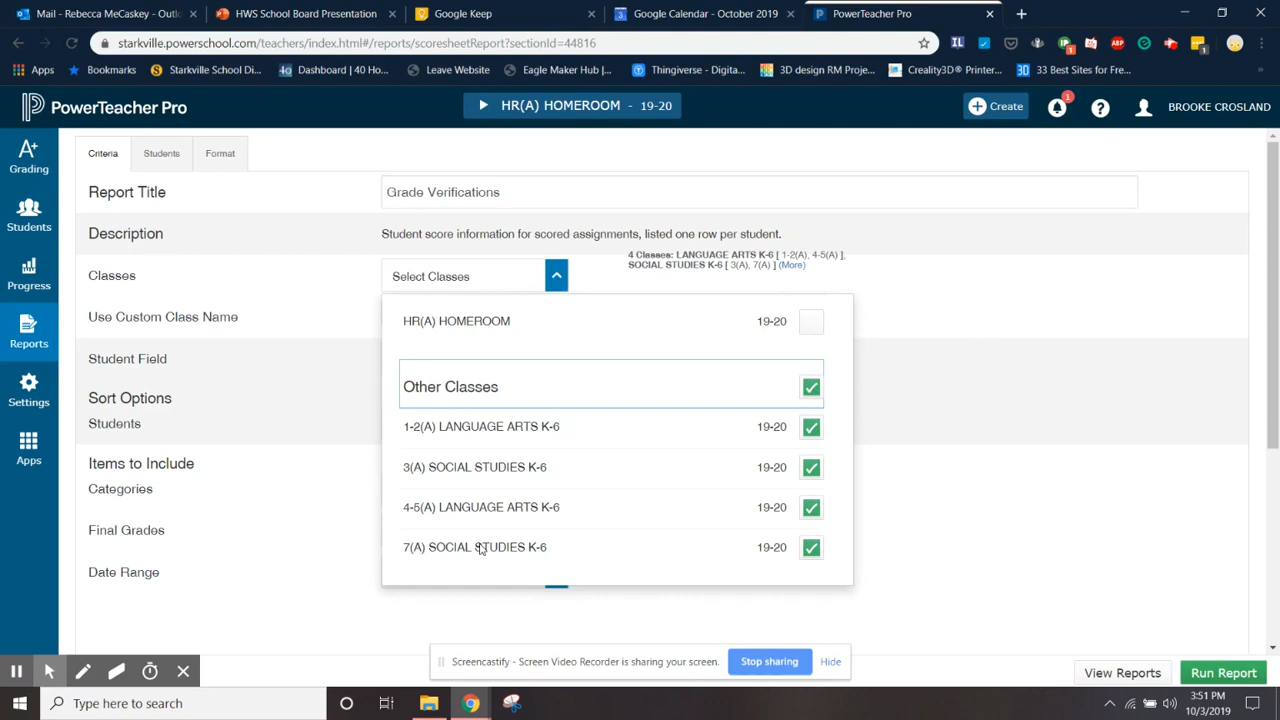 Mail - Rebecca McCaskey - Outlo
HWS School Board Presentation
Google Keep
Google Calendar - October 2019
PowerTeacher Pro
starkville.powerschool.com/teachers/index.html#/reports/scoresheetReport?sectionId=44816
Apps
Bookmarks
Starkville School Di...
Dashboard | 40 Ho...
Leave Website
Eagle Maker Hub |...
Thingiverse - Digita...
3D design RM Proje...
Creality3D® Printer...
33 Best Sites for Fre...
PowerTeacher Pro
HR(A) HOMEROOM - 19-20
Create
1
BROOKE CROSLAND
Grading
Students
Progress
Reports
Settings
Apps
Criteria
Students
Format
Report Title
Grade Verifications
Description
Student score information for scored assignments, listed one row per student.
Classes
Select Classes
4 Classes: LANGUAGE ARTS K-6 [ 1-2(A), 4-5(A) ],
SOCIAL STUDIES K-6 [ 3(A), 7(A) ] (More)
Use Custom Class Name
Student Field
Sort Options
Students
Items to Include
Categories
Final Grades
Date Range
HR(A) HOMEROOM 19-20
Other Classes
1-2(A) LANGUAGE ARTS K-6 19-20
3(A) SOCIAL STUDIES K-6 19-20
4-5(A) LANGUAGE ARTS K-6 19-20
7(A) SOCIAL STUDIES K-6 19-20
Screencastify - Screen Video Recorder is sharing your screen.
Stop sharing
Hide
View Reports
Run Report
Type here to search
3:51 PM
10/3/2019